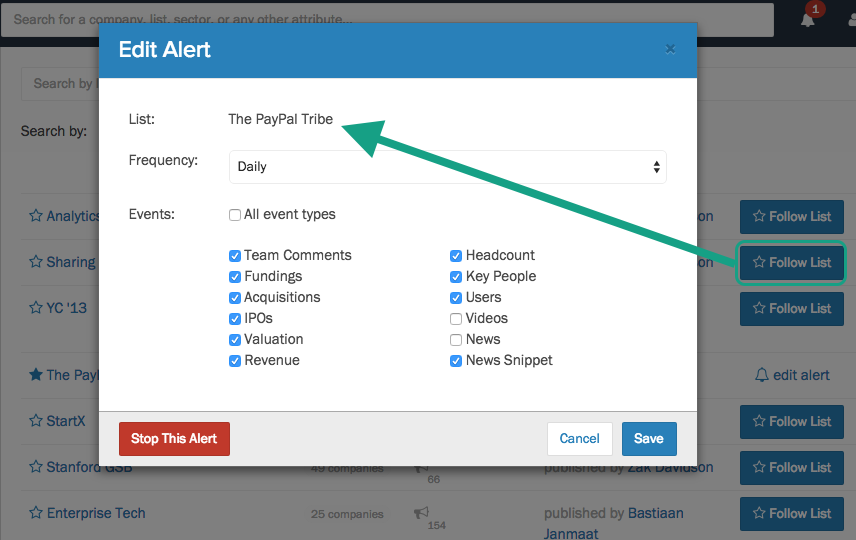 Search for a company, list, sector, or any other attribute...
1
Edit Alert
×
Search by
Search by:
List: The PayPal Tribe
Frequency: Daily
Events: All event types
Team Comments Headcount
Fundings Key People
Acquisitions Users
IPOs Videos
Valuation News
Revenue News Snippet
Analytics Follow List
Sharing Follow List
YC '13 Follow List
The Pay edit alert
StartX Follow List
Stop This Alert Cancel Save
Stanford GSB 49 companies 66 published by Zak Davidson Follow List
Enterprise Tech 25 companies 154 published by Bastiaan Janmaat Follow List